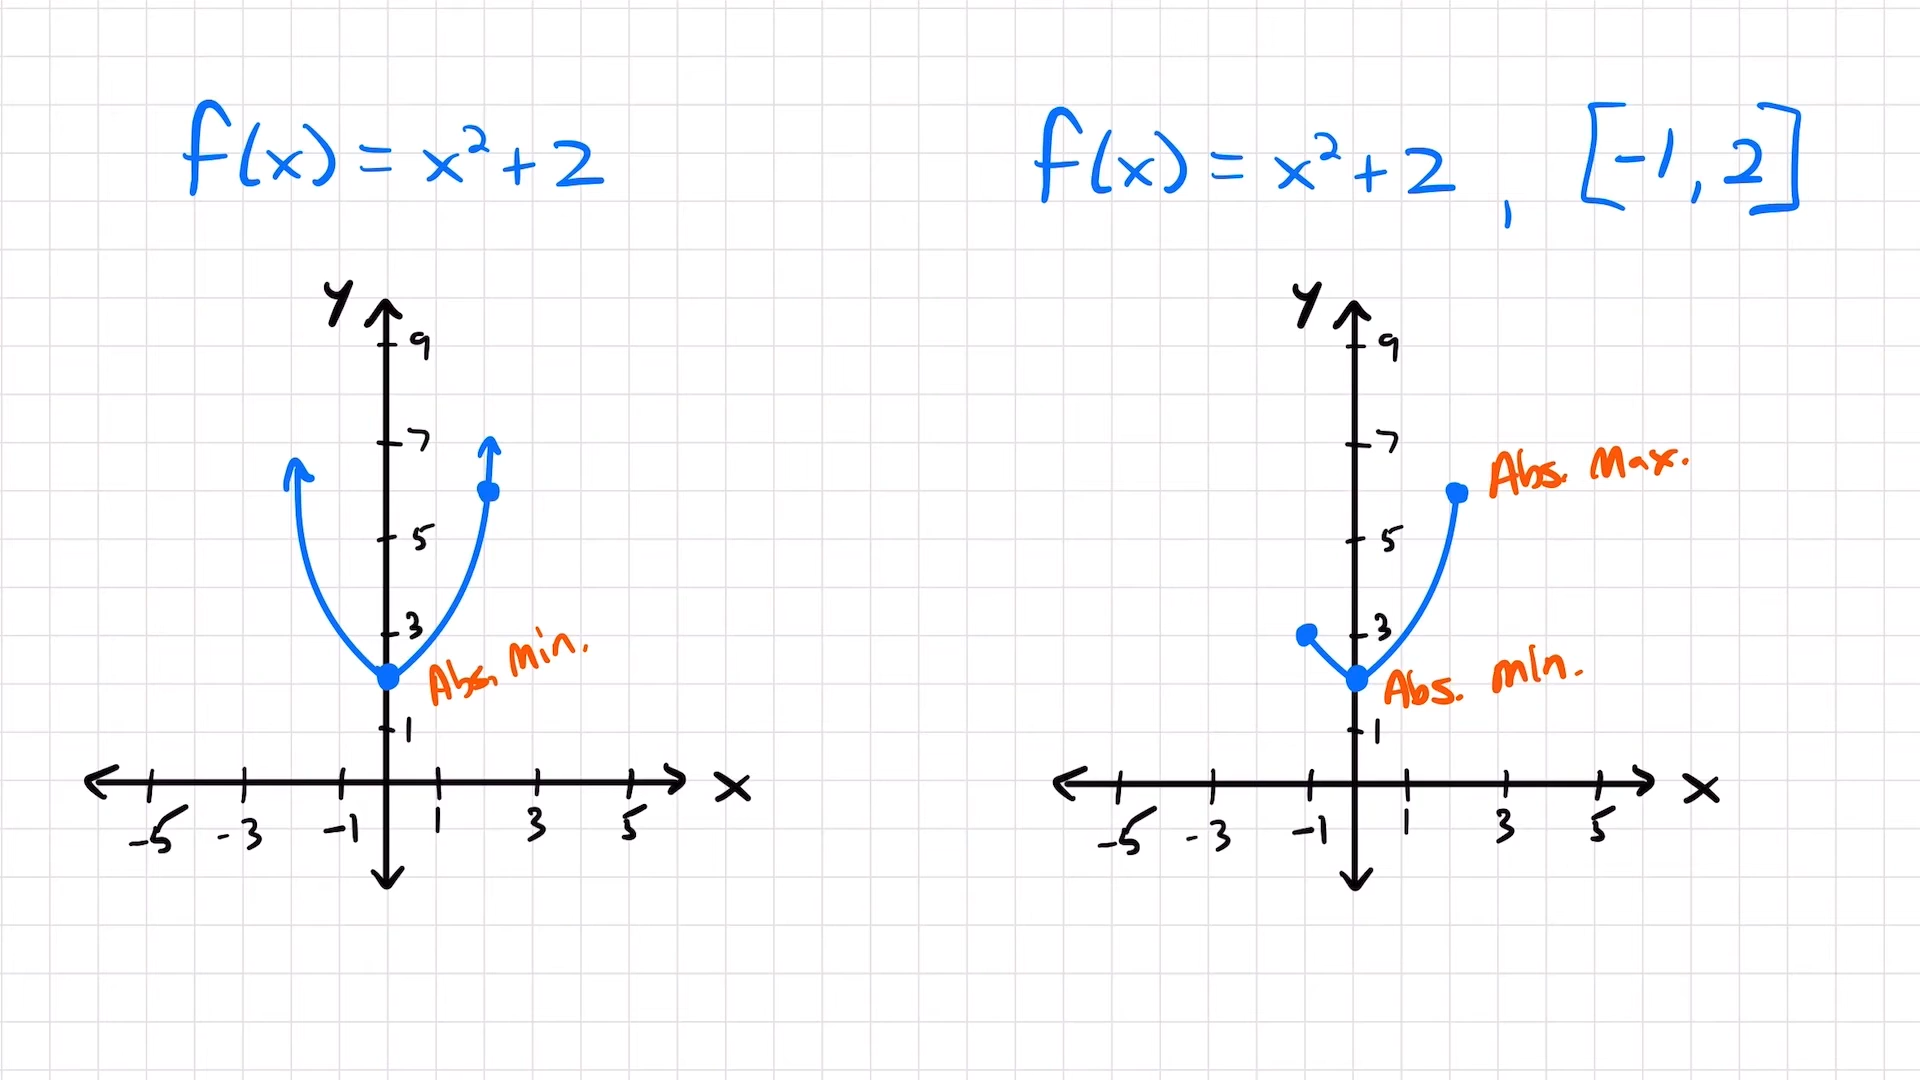 f(x) = x² + 2
y
9
7
5
3
Abs. Min.
1
x
-5 -3 -1 1 3 5
f(x) = x² + 2 , [-1, 2]
y
9
7
Abs. Max.
5
3
Abs. min.
1
x
-5 -3 -1 1 3 5